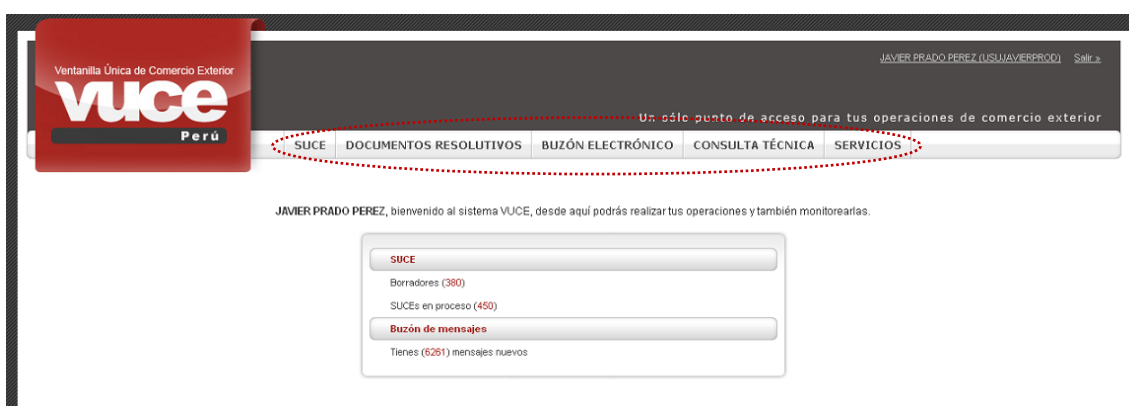 JAVIER PRADO PEREZ (USUJAVIERPROD) Salir »
Ventanilla Única de Comercio Exterior
vuce
Perú
Un sólo punto de acceso para tus operaciones de comercio exterior
SUCE DOCUMENTOS RESOLUTIVOS BUZÓN ELECTRÓNICO CONSULTA TÉCNICA SERVICIOS
JAVIER PRADO PEREZ, bienvenido al sistema VUCE, desde aquí podrás realizar tus operaciones y también monitorearlas.
SUCE
Borradores (380)
SUCEs en proceso (450)
Buzón de mensajes
Tienes (6261) mensajes nuevos